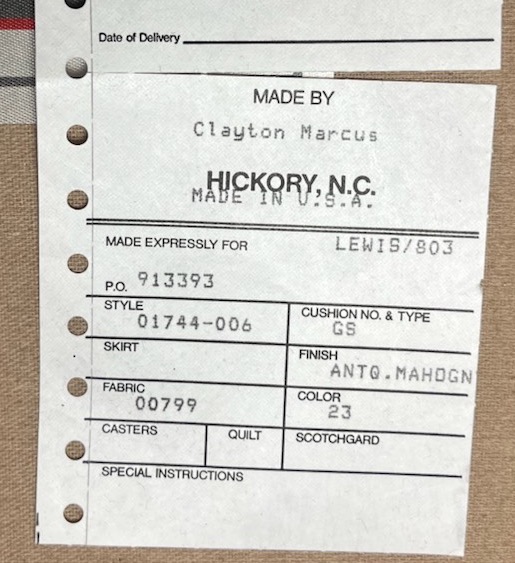 Date of Delivery
MADE BY
Clayton Marcus
HICKORY, N.C.
MADE IN U.S.A.
MADE EXPRESSLY FOR LEWIS/803
P.O. 913393
STYLE CUSHION NO. & TYPE
01744-006 GS
SKIRT FINISH
ANTQ.MAHOGN
FABRIC COLOR
00799 23
CASTERS QUILT SCOTCHGARD
SPECIAL INSTRUCTIONS